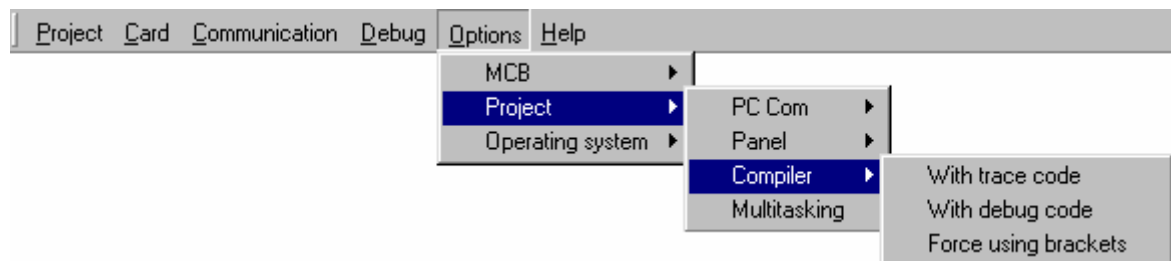 Project Card Communication Debug Options Help
MCB
Project PC Com
Operating system Panel
Compiler With trace code
Multitasking With debug code
Force using brackets